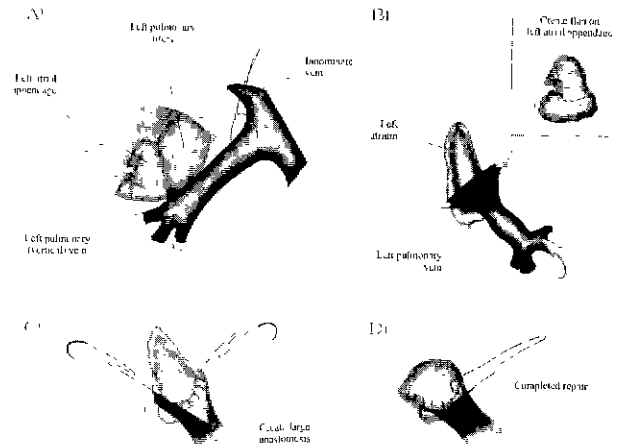 A)
Left pulmonary
artery
Innominate
vein
Left atrial
appendage
Left pulmonary
(vertical) vein
B)
Create flap on
left atrial appendage
Left
atrium
Left pulmonary
vein
C)
Create large
anastomosis
D)
Completed repair